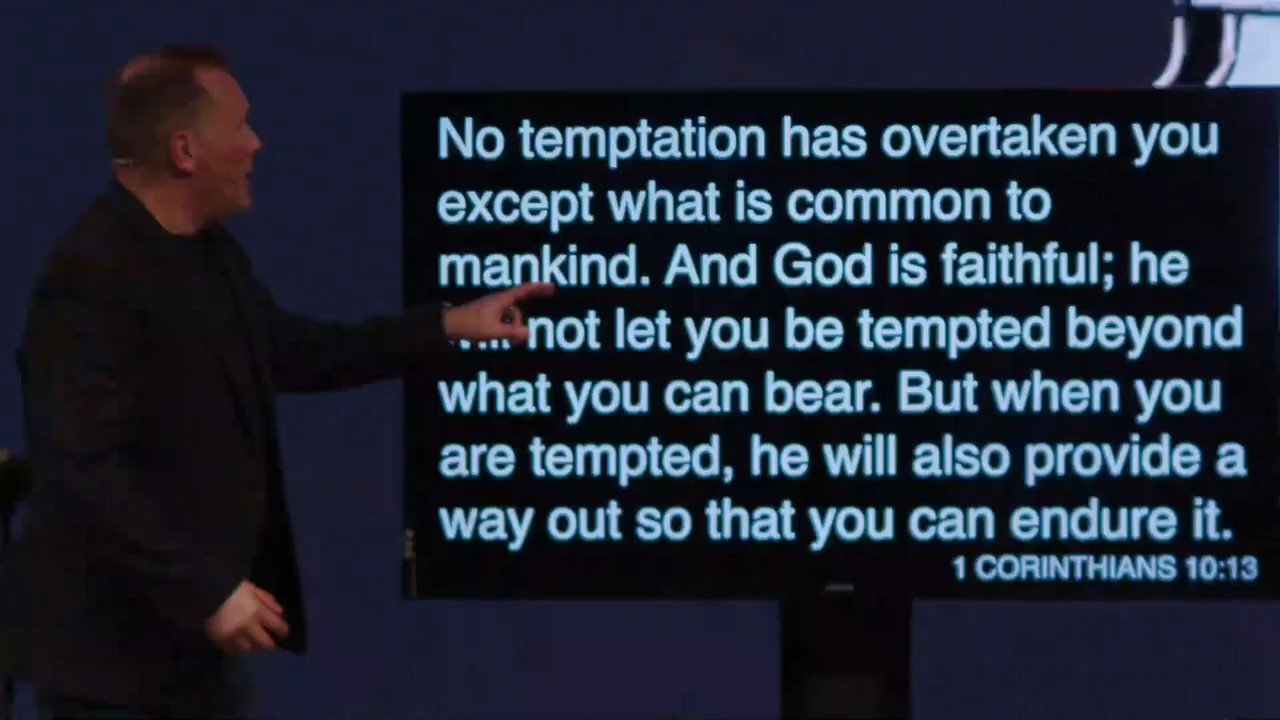 No temptation has overtaken you
except what is common to
mankind. And God is faithful; he
not let you be tempted beyond
what you can bear. But when you
are tempted, he will also provide a
way out so that you can endure it.
1 CORINTHIANS 10:13